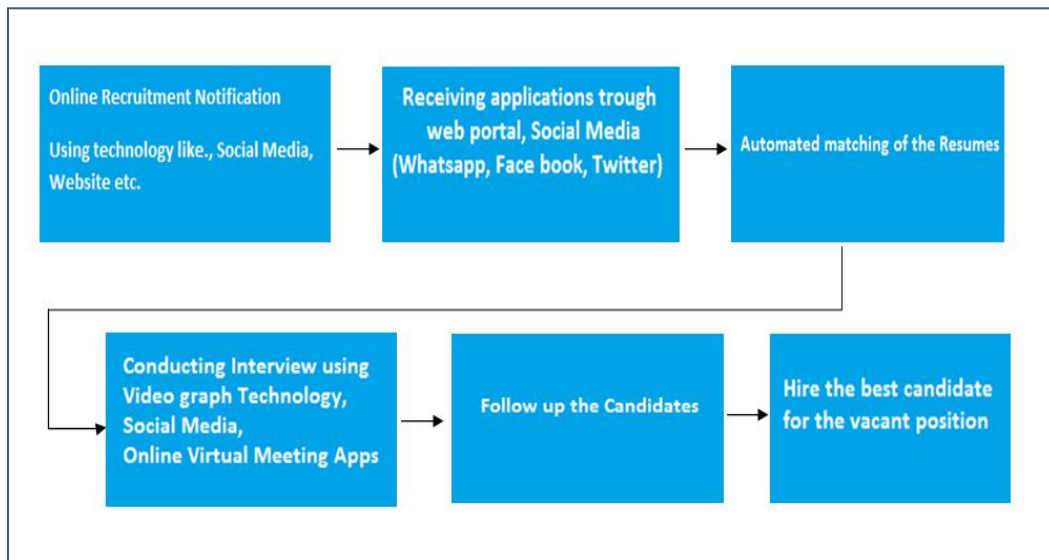 Online Recruitment Notification
Using technology like., Social Media,
Website etc.
Receiving applications trough
web portal, Social Media
(Whatsapp, Face book, Twitter)
Automated matching of the Resumes
Conducting Interview using
Video graph Technology,
Social Media,
Online Virtual Meeting Apps
Follow up the Candidates
Hire the best candidate
for the vacant position